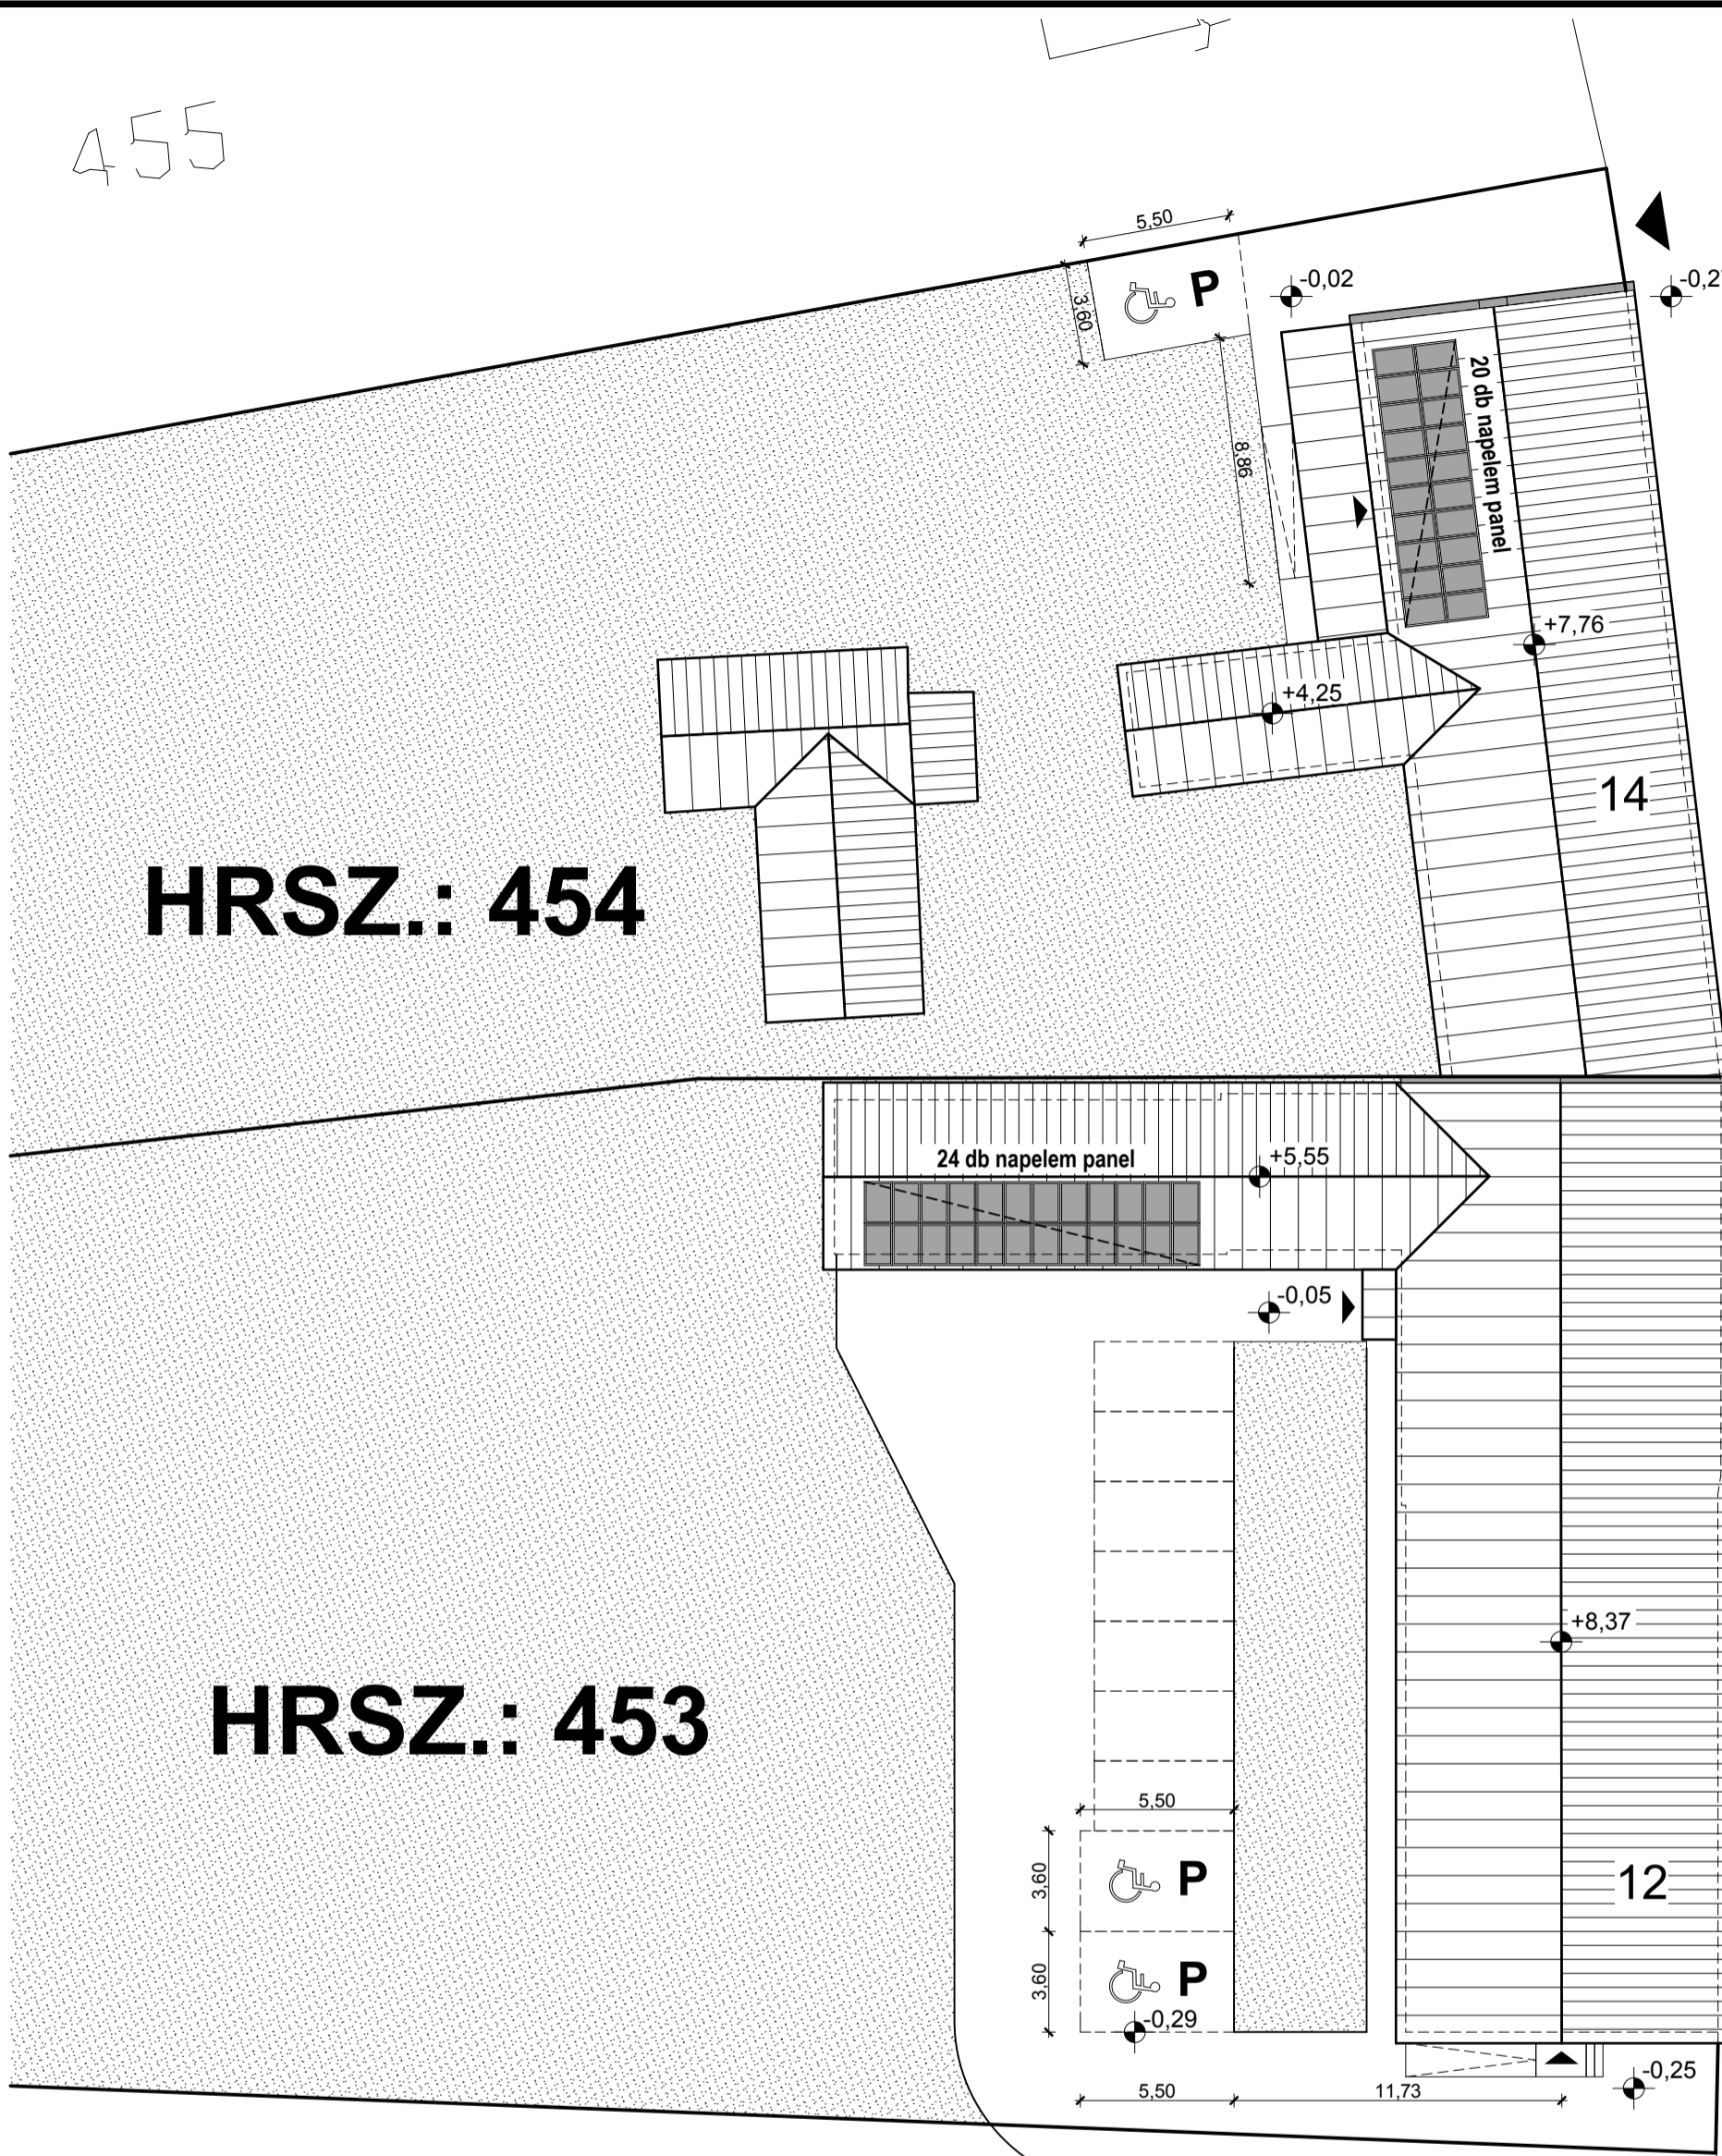 455
5,50
3,60
P
-0,02
-0,2
20 db napelem panel
8,86
+7,76
+4,25
14
HRSZ.: 454
24 db napelem panel
+5,55
-0,05
+8,37
HRSZ.: 453
5,50
3,60
P
12
3,60
P
-0,29
-0,25
5,50
11,73